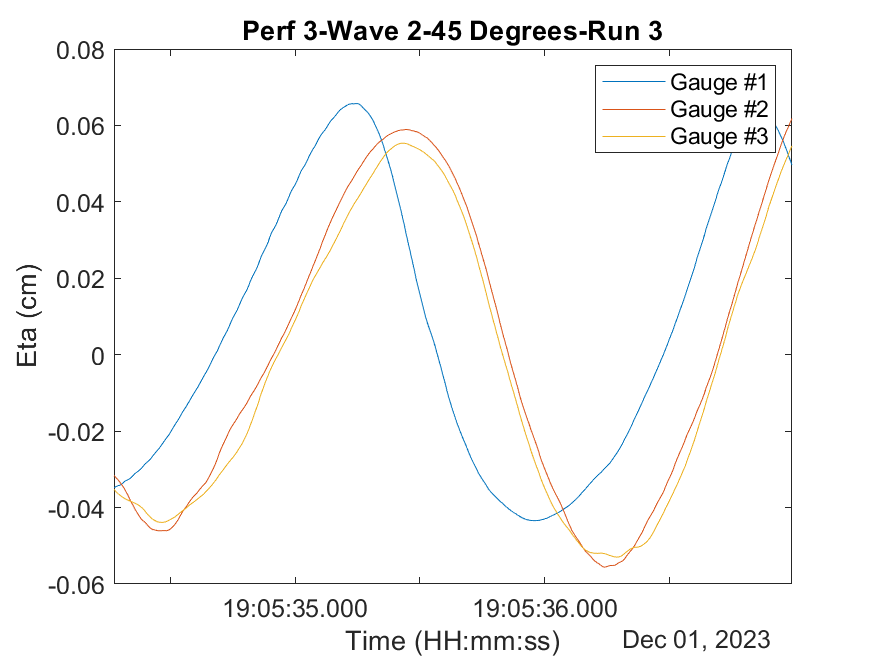 Perf 3-Wave 2-45 Degrees-Run 3
0.08
0.06
0.04
0.02
0
-0.02
-0.04
-0.06
Eta (cm)
Gauge #1
Gauge #2
Gauge #3
19:05:35.000
19:05:36.000
Time (HH:mm:ss)
Dec 01, 2023